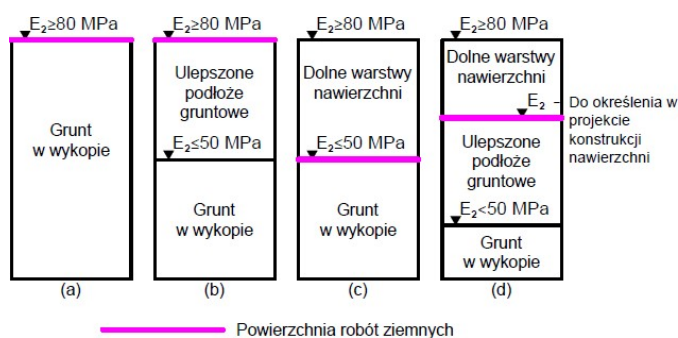 E₂≥80 MPa
Grunt
w wykopie
(a)
E₂≥80 MPa
Ulepszone
podłoże
gruntowe
E₂≤50 MPa
Grunt
w wykopie
(b)
E₂≥80 MPa
Dolne warstwy
nawierzchni
E₂≤50 MPa
Grunt
w wykopie
(c)
E₂≥80 MPa
Dolne warstwy
nawierzchni
E₂ – Do określenia w
projekcie
konstrukcji
nawierzchni
Ulepszone
podłoże
gruntowe
E₂<50 MPa
Grunt
w wykopie
(d)
Powierzchnia robót ziemnych